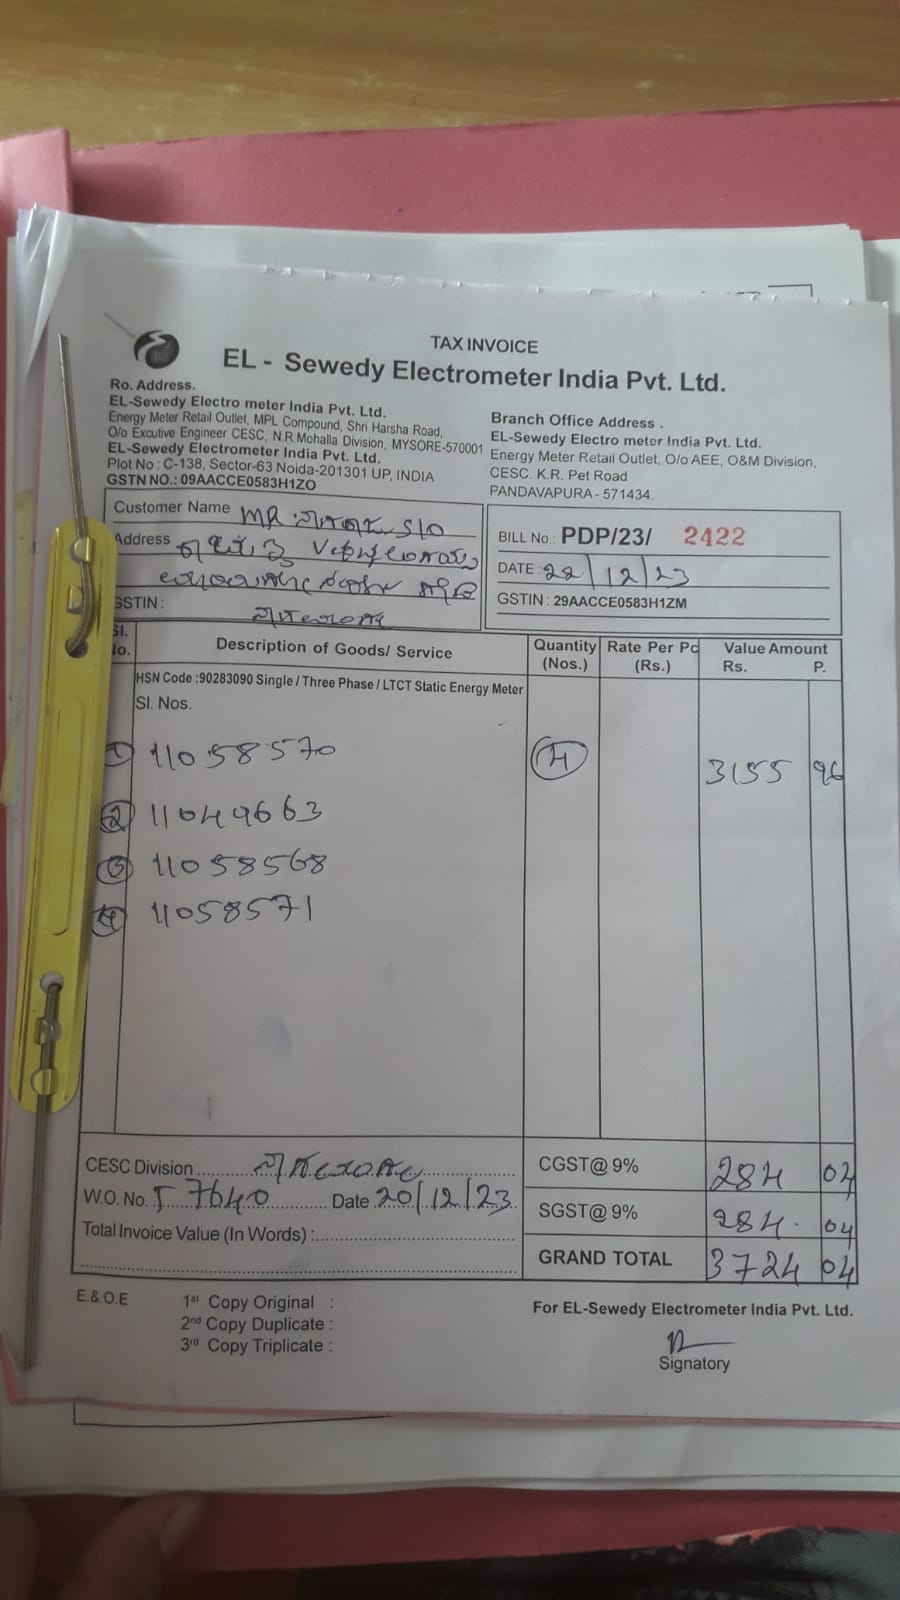 TAX INVOICE
EL - Sewedy Electrometer India Pvt. Ltd.
Ro. Address.
EL-Sewedy Electro meter India Pvt. Ltd.
Energy Meter Retail Outlet, MPL Compound, Shri Harsha Road,
O/o Excutive Engineer CESC, N.R.Mohalla Division, MYSORE-570001
EL-Sewedy Electrometer India Pvt. Ltd.
Plot No : C-138, Sector-63 Noida-201301 UP, INDIA
GSTN NO.: 09AACCE0583H1ZO
Branch Office Address .
EL-Sewedy Electro meter India Pvt. Ltd.
Energy Meter Retail Outlet, O/o AEE, O&M Division,
CESC. K.R. Pet Road
PANDAVAPURA - 571434.
Customer Name MR. S/O
Address
GSTIN :
BILL No.: PDP/23/ 2422
DATE : 22/12/23
GSTIN : 29AACCE0583H1ZM
Sl. No. Description of Goods/ Service Quantity (Nos.) Rate Per Pc (Rs.) Value Amount Rs. P.
HSN Code :90283090 Single / Three Phase / LTCT Static Energy Meter
Sl. Nos.
1 11058570 4 3155 96
2 11049663
3 11058568
4 11058571
CESC Division
W.O. No. 57640 Date 20/12/23
Total Invoice Value (In Words) :
CGST@ 9% 284 04
SGST@ 9% 284. 04
GRAND TOTAL 3724 04
E.& O.E
1st Copy Original :
2nd Copy Duplicate :
3rd Copy Triplicate :
For EL-Sewedy Electrometer India Pvt. Ltd.
Signatory